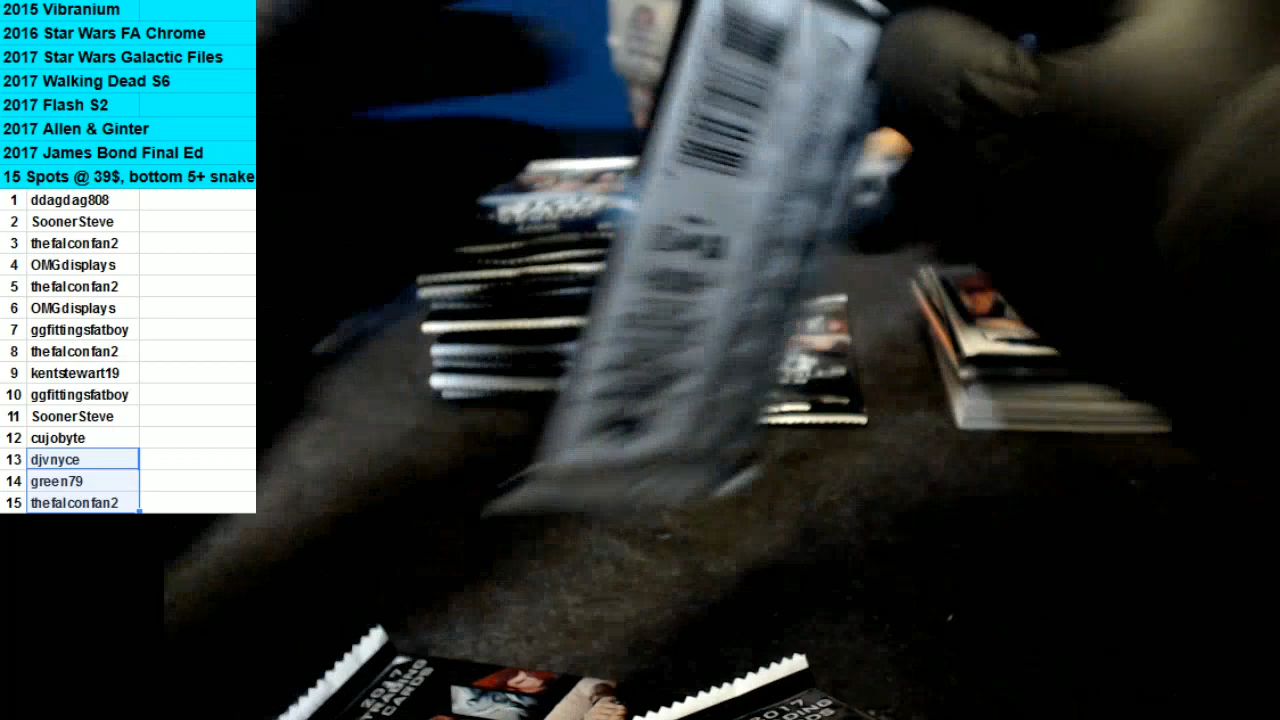 2015 Vibranium
2016 Star Wars FA Chrome
2017 Star Wars Galactic Files
2017 Walking Dead S6
2017 Flash S2
2017 Allen & Ginter
2017 James Bond Final Ed
15 Spots @ 39$, bottom 5+ snake
1 ddagdag808
2 SoonerSteve
3 thefalconfan2
4 OMGdisplays
5 thefalconfan2
6 OMGdisplays
7 ggfittingsfatboy
8 thefalconfan2
9 kentstewart19
10 ggfittingsfatboy
11 SoonerSteve
12 cujobyte
13 djvnyce
14 green79
15 thefalconfan2
2017
TRADING
CARDS
2017